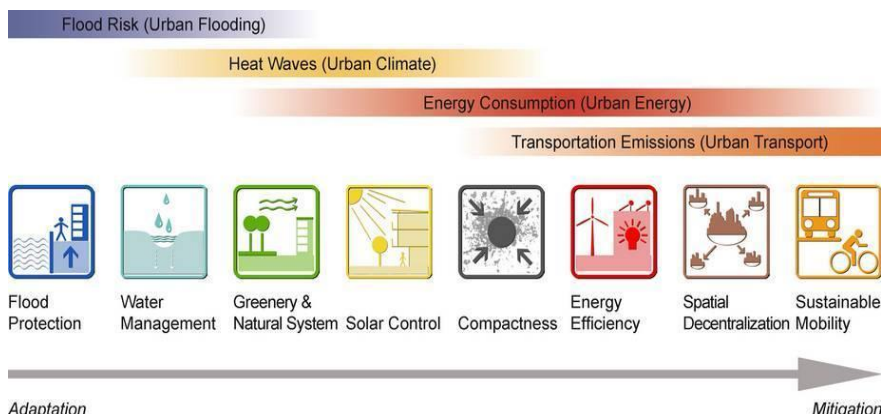 Flood Risk (Urban Flooding)
Heat Waves (Urban Climate)
Energy Consumption (Urban Energy)
Transportation Emissions (Urban Transport)
Flood
Protection
Water
Management
Greenery &
Natural System
Solar Control
Compactness
Energy
Efficiency
Spatial
Decentralization
Sustainable
Mobility
Adaptation
Mitigation